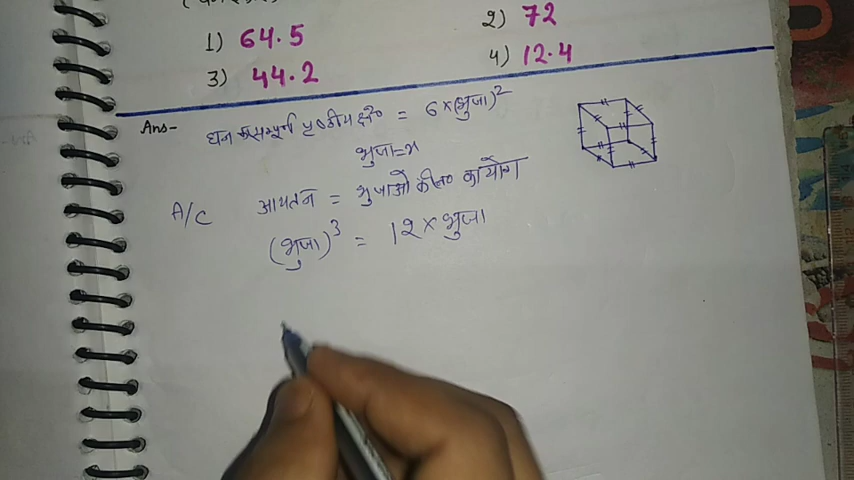 1) 64.5
2) 72
3) 44.2
4) 12.4
Ans- घन का सम्पूर्ण पृष्ठीय क्षे० = 6×(भुजा)²
भुजा=x
A/C आयतन = भुजाओं की ल० का योग
(भुजा)³ = 12×भुजा